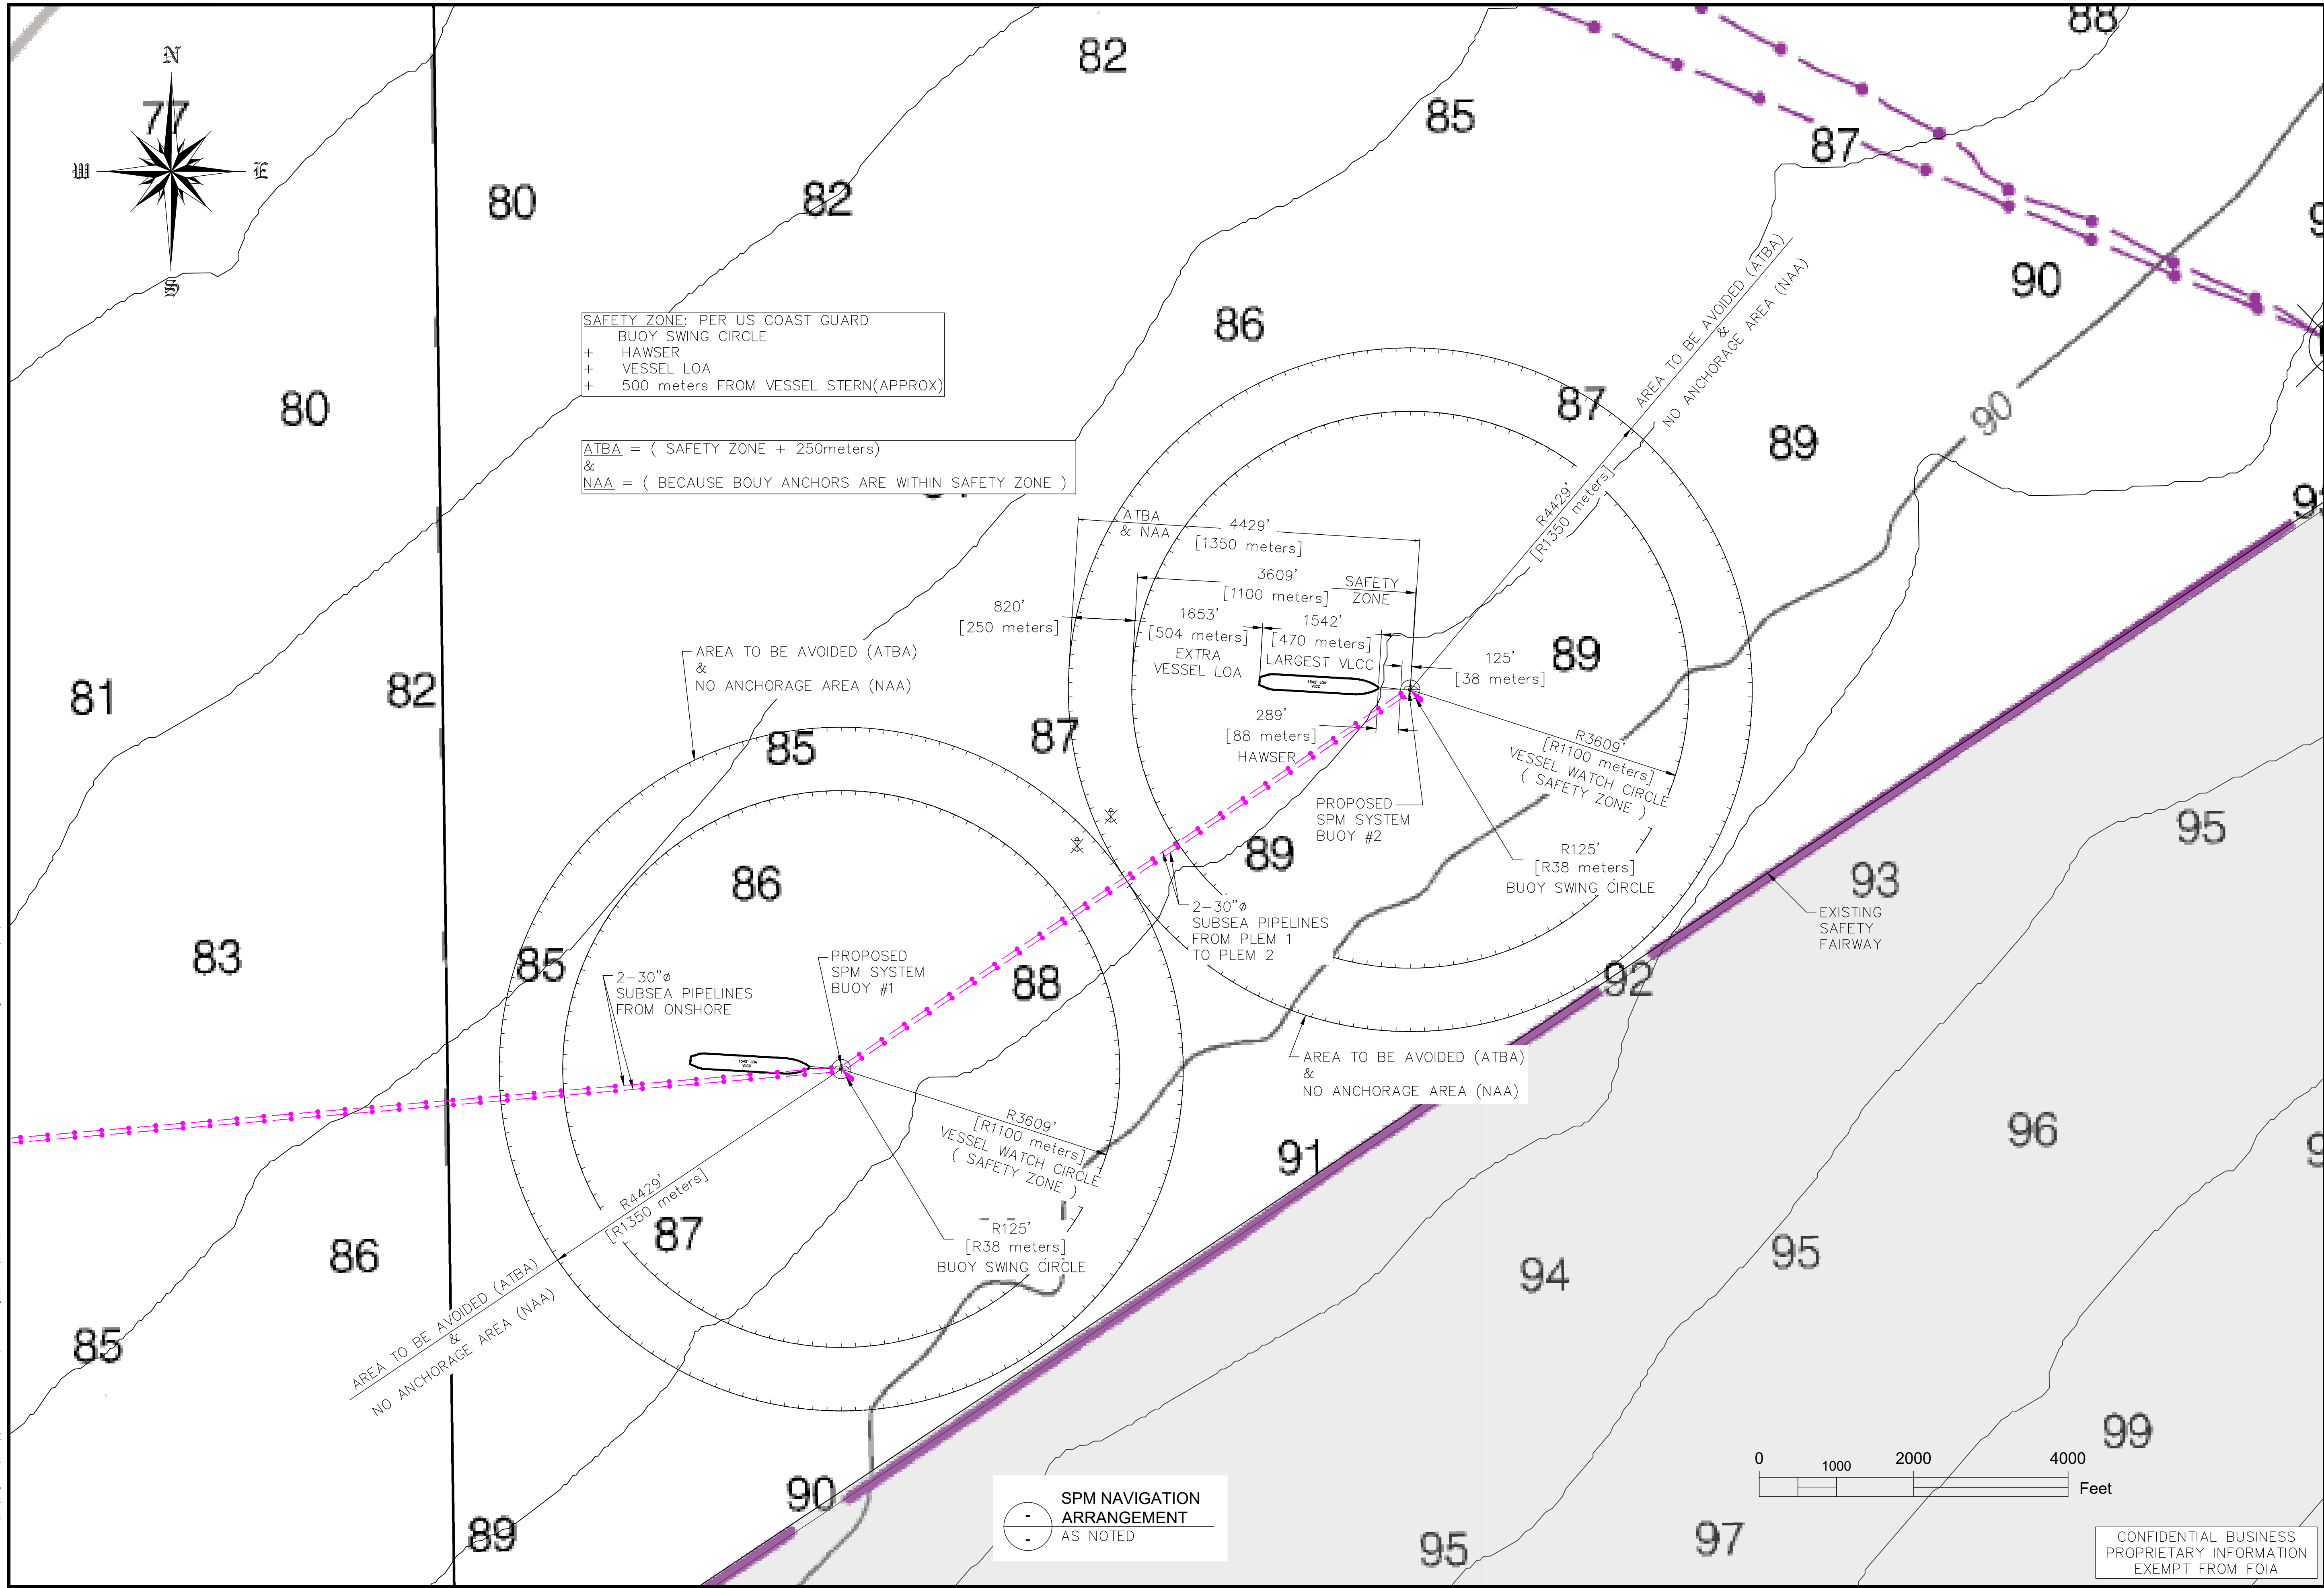 N
W
E
S
77
80
82
82
85
88
87
90
86
87
89
90
80
81
82
83
86
85
89
SAFETY ZONE: PER US COAST GUARD
BUOY SWING CIRCLE
+ HAWSER
+ VESSEL LOA
+ 500 meters FROM VESSEL STERN(APPROX)
ATBA = ( SAFETY ZONE + 250meters)
&
NAA = ( BECAUSE BOUY ANCHORS ARE WITHIN SAFETY ZONE )
AREA TO BE AVOIDED (ATBA)
&
NO ANCHORAGE AREA (NAA)
R4429'
[R1350 meters]
ATBA
& NAA
4429'
[1350 meters]
3609'
[1100 meters]
SAFETY
ZONE
820'
[250 meters]
1653'
[504 meters]
EXTRA
VESSEL LOA
1542'
[470 meters]
LARGEST VLCC
125'
[38 meters]
89
1542' LOA
VLCC
289'
[88 meters]
HAWSER
R3609'
[R1100 meters]
VESSEL WATCH CIRCLE
( SAFETY ZONE )
PROPOSED
SPM SYSTEM
BUOY #2
R125'
[R38 meters]
BUOY SWING CIRCLE
87
89
2-30"ø
SUBSEA PIPELINES
FROM PLEM 1
TO PLEM 2
AREA TO BE AVOIDED (ATBA)
&
NO ANCHORAGE AREA (NAA)
AREA TO BE AVOIDED (ATBA)
&
NO ANCHORAGE AREA (NAA)
85
86
85
88
2-30"ø
SUBSEA PIPELINES
FROM ONSHORE
PROPOSED
SPM SYSTEM
BUOY #1
1542' LOA
VLCC
R3609'
[R1100 meters]
VESSEL WATCH CIRCLE
( SAFETY ZONE )
R125'
[R38 meters]
BUOY SWING CIRCLE
R4429'
[R1350 meters]
87
AREA TO BE AVOIDED (ATBA)
&
NO ANCHORAGE AREA (NAA)
EXISTING
SAFETY
FAIRWAY
92
93
95
91
96
94
95
99
90
95
97
0 1000 2000 4000
Feet
SPM NAVIGATION
ARRANGEMENT
AS NOTED
-
-
CONFIDENTIAL BUSINESS
PROPRIETARY INFORMATION
EXEMPT FROM FOIA